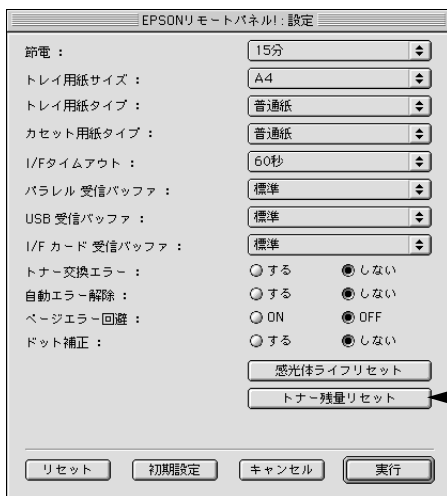 EPSONリモートパネル!:設定
節電: 15分
トレイ用紙サイズ: A4
トレイ用紙タイプ: 普通紙
カセット用紙タイプ: 普通紙
I/Fタイムアウト: 60秒
パラレル 受信バッファ: 標準
USB 受信バッファ: 標準
I/F カード 受信バッファ: 標準
トナー交換エラー: する しない
自動エラー解除: する しない
ページエラー回避: ON OFF
ドット補正: する しない
感光体ライフリセット
トナー残量リセット
リセット 初期設定 キャンセル 実行